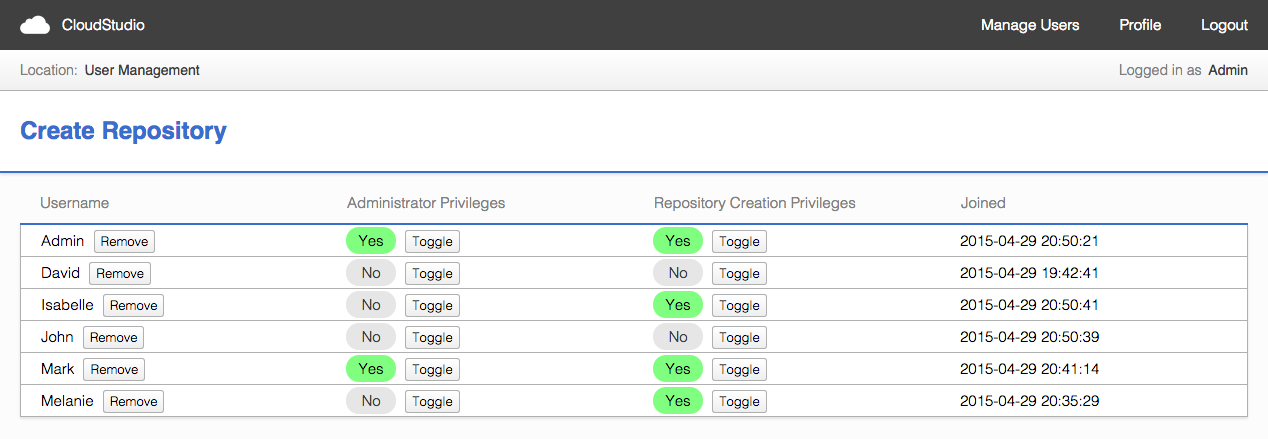 CloudStudio Manage Users Profile Logout
Location: User Management Logged in as Admin
Create Repository
Username Administrator Privileges Repository Creation Privileges Joined
Admin Remove Yes Toggle Yes Toggle 2015-04-29 20:50:21
David Remove No Toggle No Toggle 2015-04-29 19:42:41
Isabelle Remove No Toggle Yes Toggle 2015-04-29 20:50:41
John Remove No Toggle No Toggle 2015-04-29 20:50:39
Mark Remove Yes Toggle Yes Toggle 2015-04-29 20:41:14
Melanie Remove No Toggle Yes Toggle 2015-04-29 20:35:29